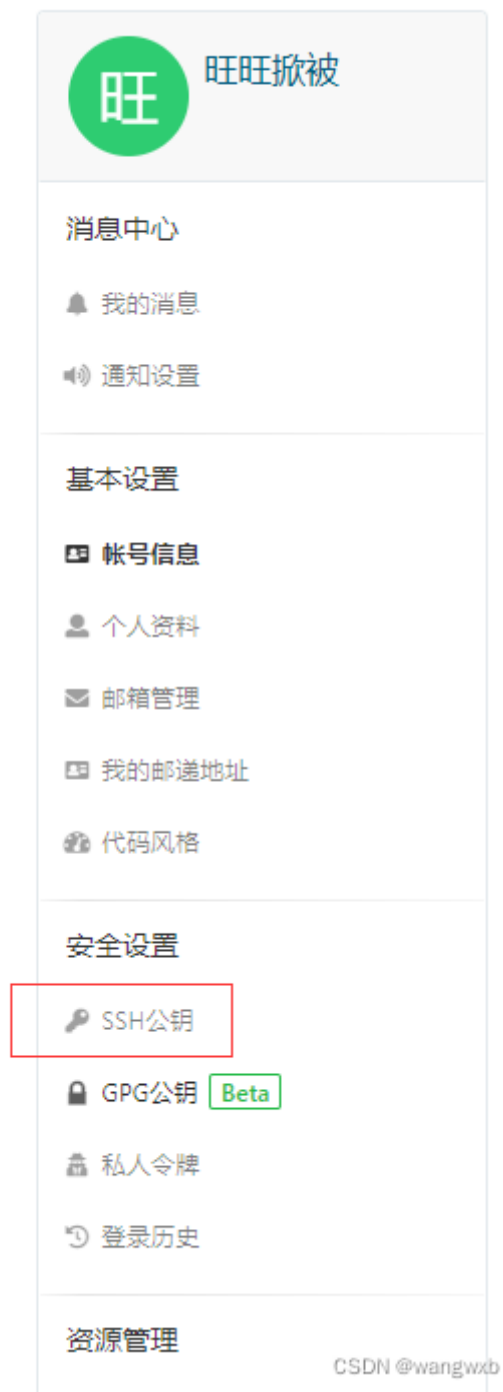 旺
旺旺掀被
消息中心
我的消息
通知设置
基本设置
帐号信息
个人资料
邮箱管理
我的邮递地址
代码风格
安全设置
SSH公钥
GPG公钥 Beta
私人令牌
登录历史
资源管理
CSDN @wangwxb